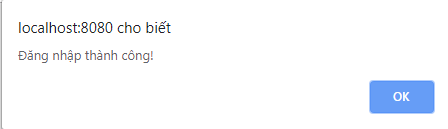 localhost:8080 cho biết
Đăng nhập thành công!
OK